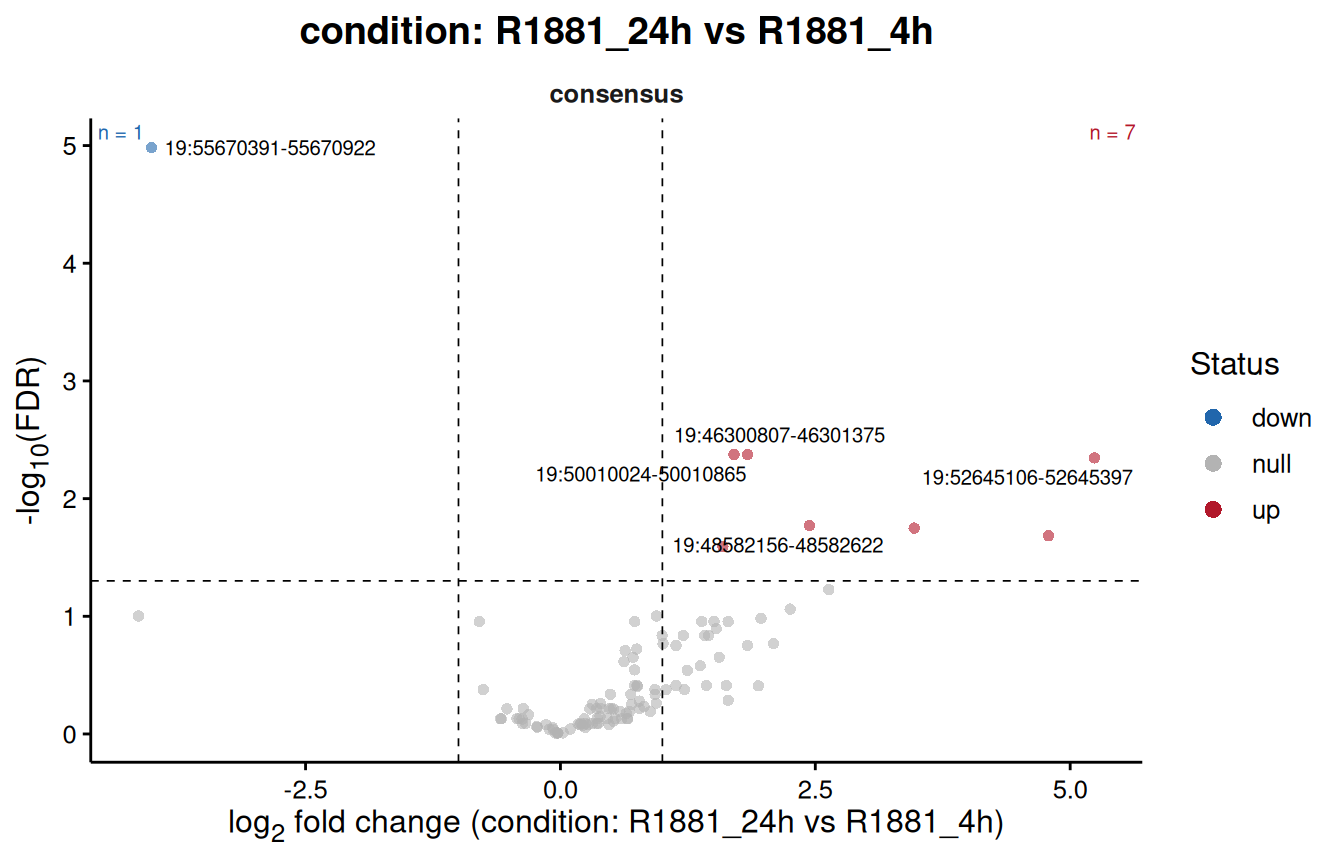 condition: R1881_24h vs R1881_4h
consensus
n = 1
n = 7
19:55670391-55670922
19:46300807-46301375
19:50010024-50010865
19:52645106-52645397
19:48582156-48582622
5
4
3
2
1
0
-log10(FDR)
-2.5
0.0
2.5
5.0
log2 fold change (condition: R1881_24h vs R1881_4h)
Status
down
null
up